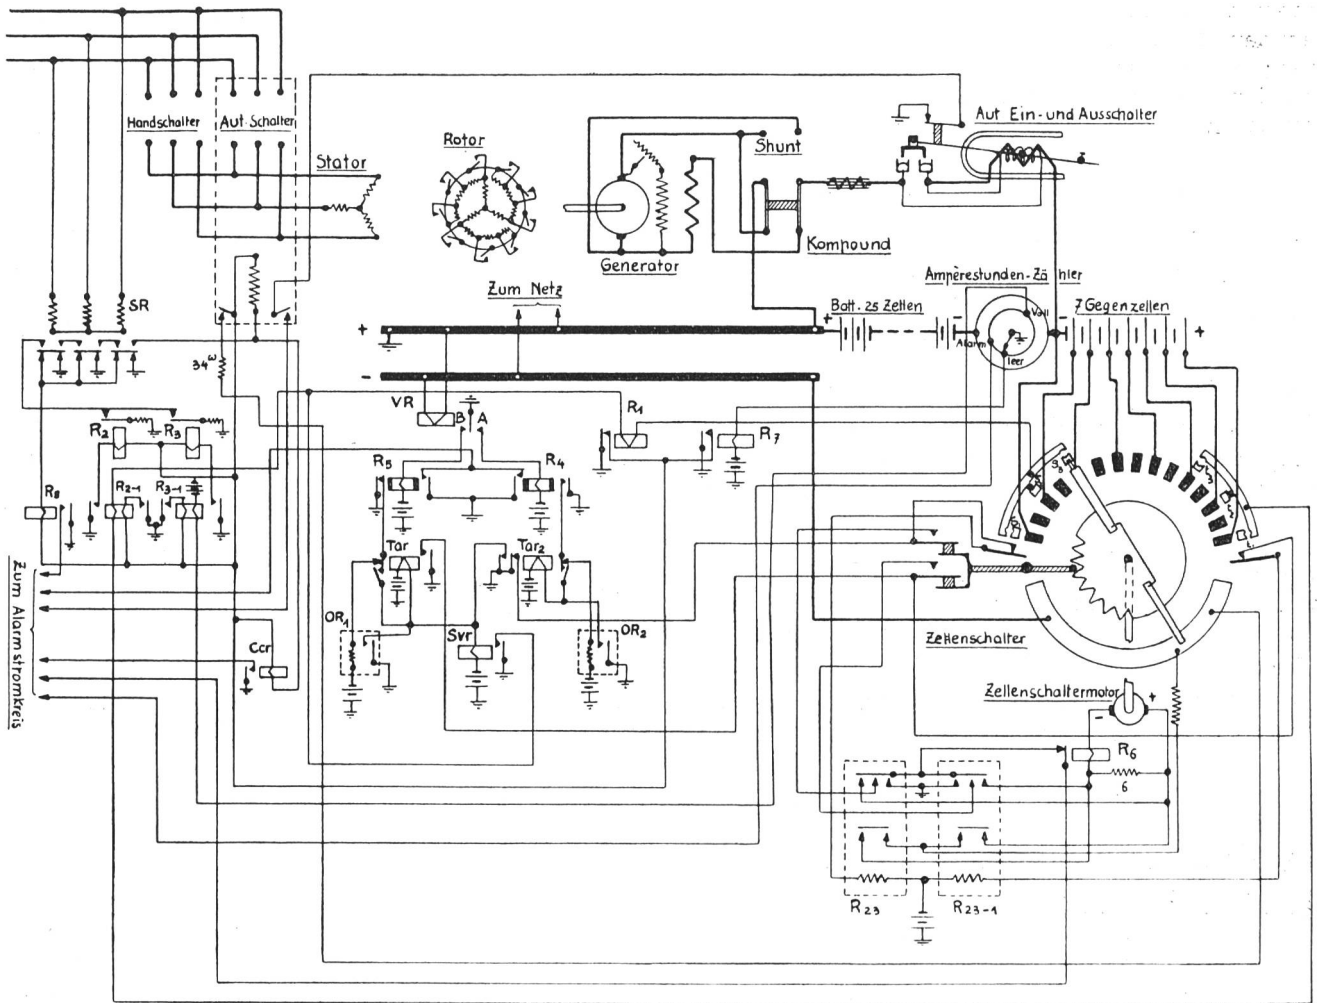 Handschalter
Aut Schalter
Stator
Rotor
Shunt
Aut Ein- und Ausschalter
Generator
Kompound
SR
Zum Netz
Ampèrestunden-Zähler
Batt. 25 Zellen
Voll
Alarm
leer
7 Gegenzellen
+
+
+
-
34 ω
VR
B A
R1
R7
R2
R3
R5
R4
R8
R2-1
R3-1
Tar
Tar2
OR1
Svr
OR2
Ccr
Zum Alarmstromkreis
Zellenschalter
Zellenschaltermotor
+
-
R6
6
R23
R23-1